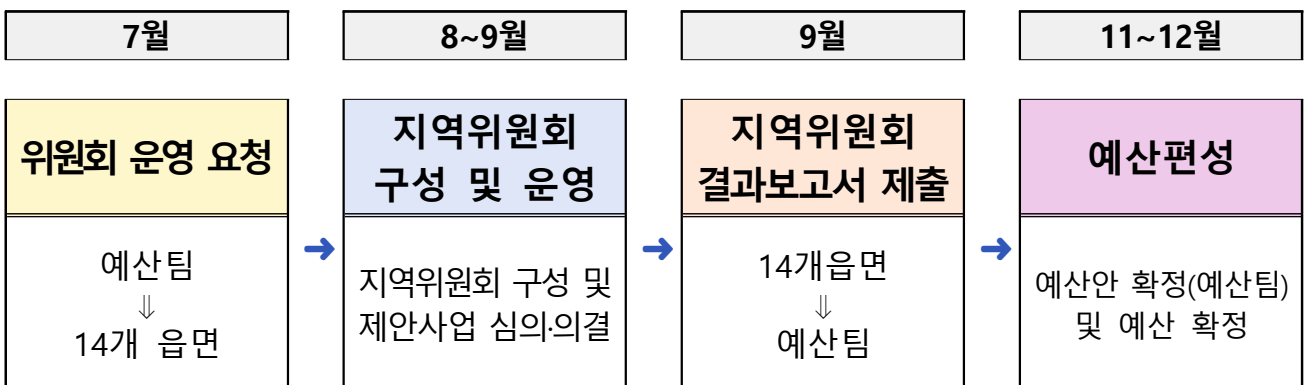 7월
8~9월
9월
11~12월
위원회 운영 요청
지역위원회
구성 및 운영
지역위원회
결과보고서 제출
예산편성
예산팀
⇓
14개 읍면
➜
지역위원회 구성 및
제안사업 심의·의결
➜
14개읍면
⇓
예산팀
➜
예산안 확정(예산팀)
및 예산 확정